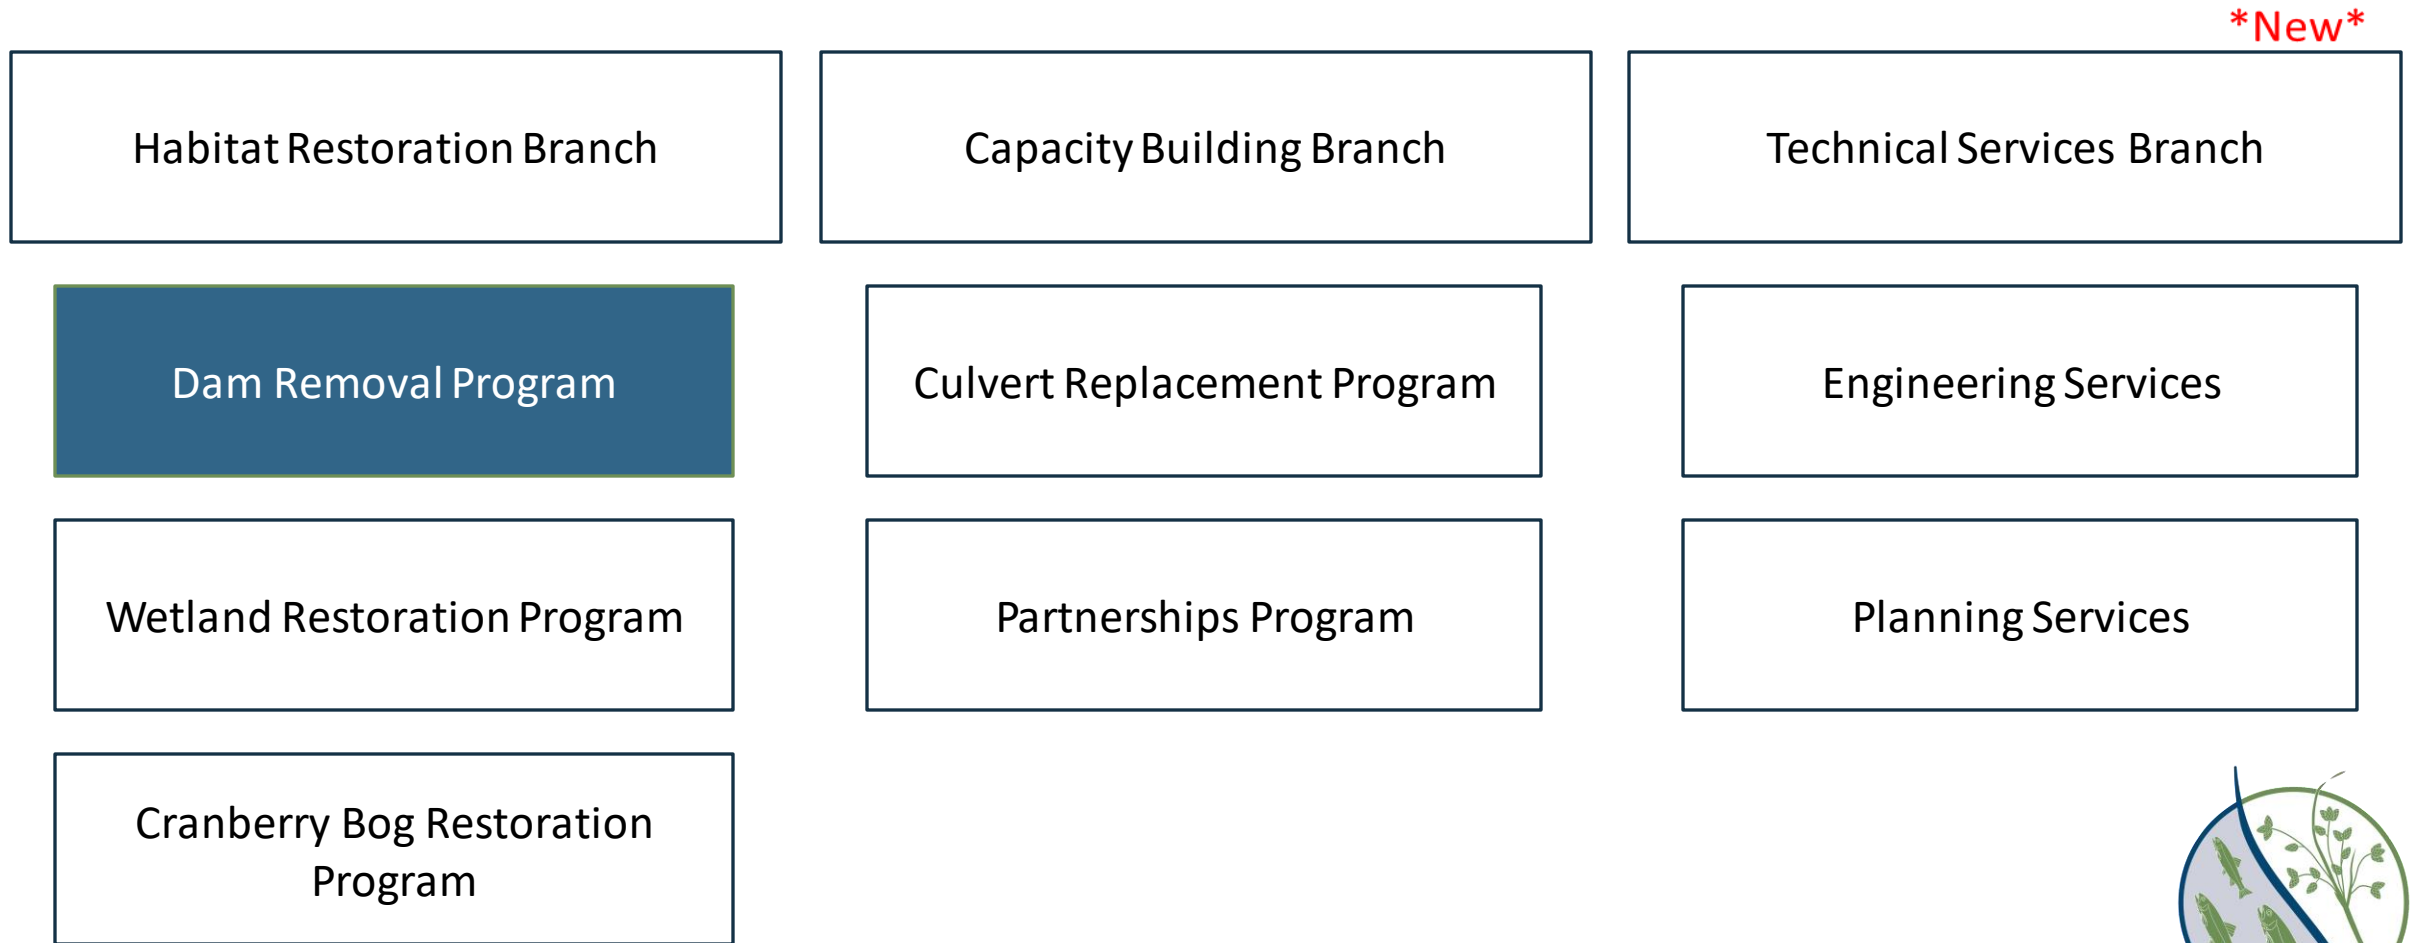 *New*
Habitat Restoration Branch
Capacity Building Branch
Technical Services Branch
Dam Removal Program
Culvert Replacement Program
Engineering Services
Wetland Restoration Program
Partnerships Program
Planning Services
Cranberry Bog Restoration
Program